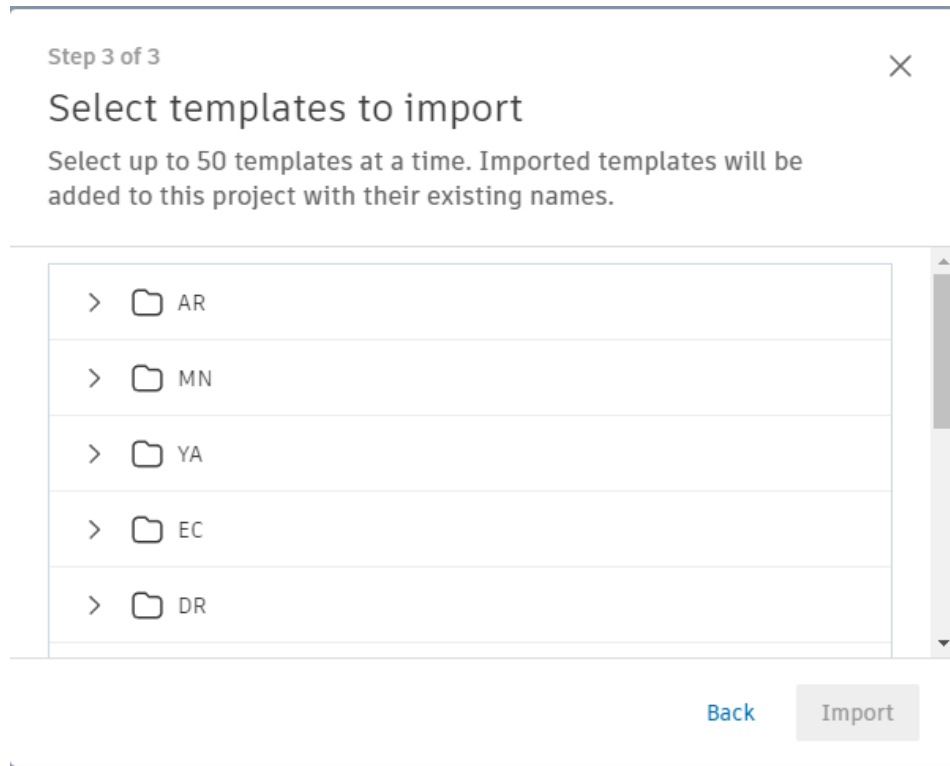 Step 3 of 3
Select templates to import
Select up to 50 templates at a time. Imported templates will be
added to this project with their existing names.
AR
MN
YA
EC
DR
Back
Import